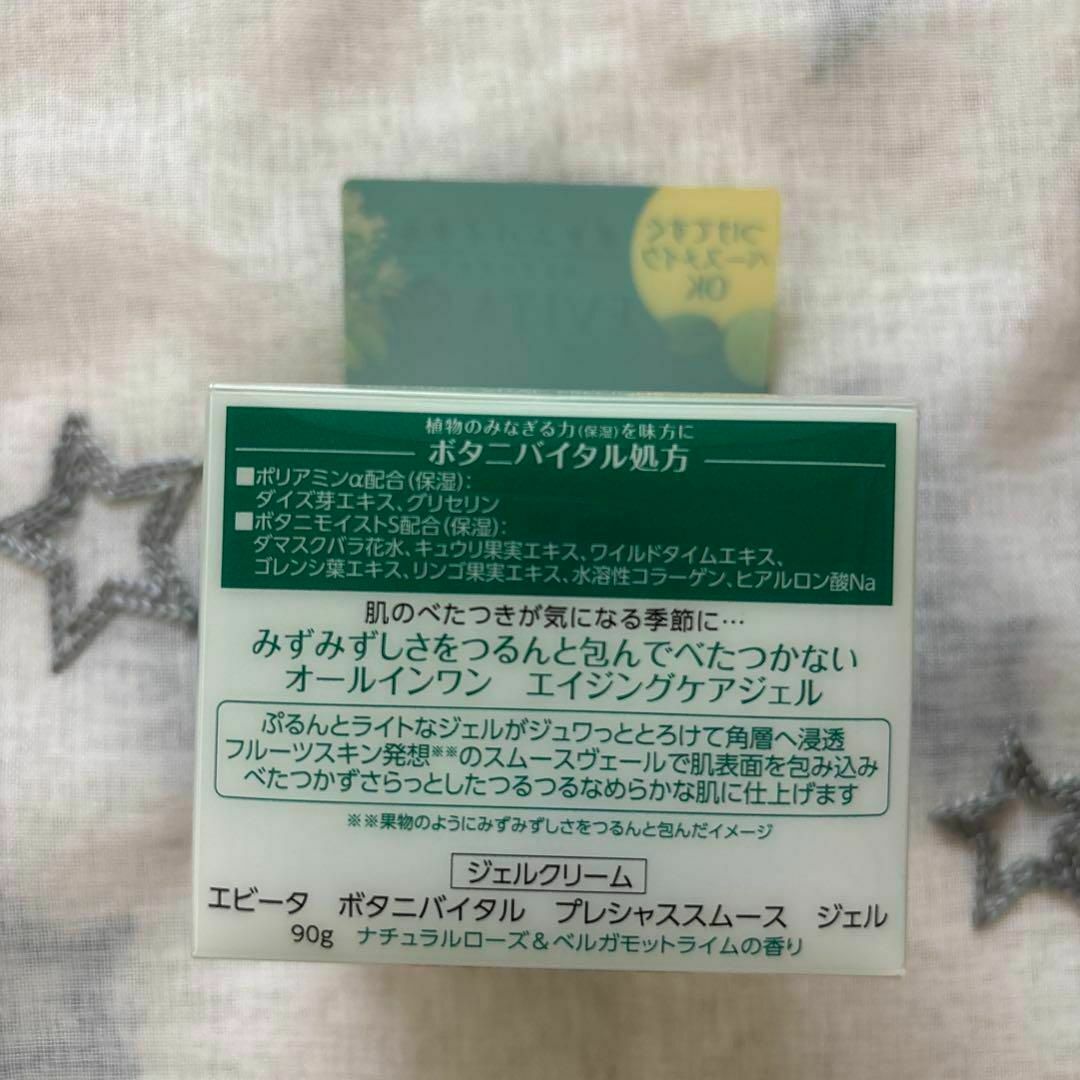 つけてすぐ
ベースメイク
OK
植物のみなぎる力(保湿)を味方に
ボタニバイタル処方
■ポリアミンα配合(保湿):
ダイズ芽エキス、グリセリン
■ボタニモイストS配合(保湿):
ダマスクバラ花水、キュウリ果実エキス、ワイルドタイムエキス、
ゴレンシ葉エキス、リンゴ果実エキス、水溶性コラーゲン、ヒアルロン酸Na
肌のべたつきが気になる季節に…
みずみずしさをつるんと包んでべたつかない
オールインワン エイジングケアジェル
ぷるんとライトなジェルがジュワっととろけて角層へ浸透
フルーツスキン発想※※のスムースヴェールで肌表面を包み込み
べたつかずさらっとしたつるつるなめらかな肌に仕上げます
※※果物のようにみずみずしさをつるんと包んだイメージ
ジェルクリーム
エビータ ボタニバイタル プレシャススムース ジェル
90g ナチュラルローズ&ベルガモットライムの香り